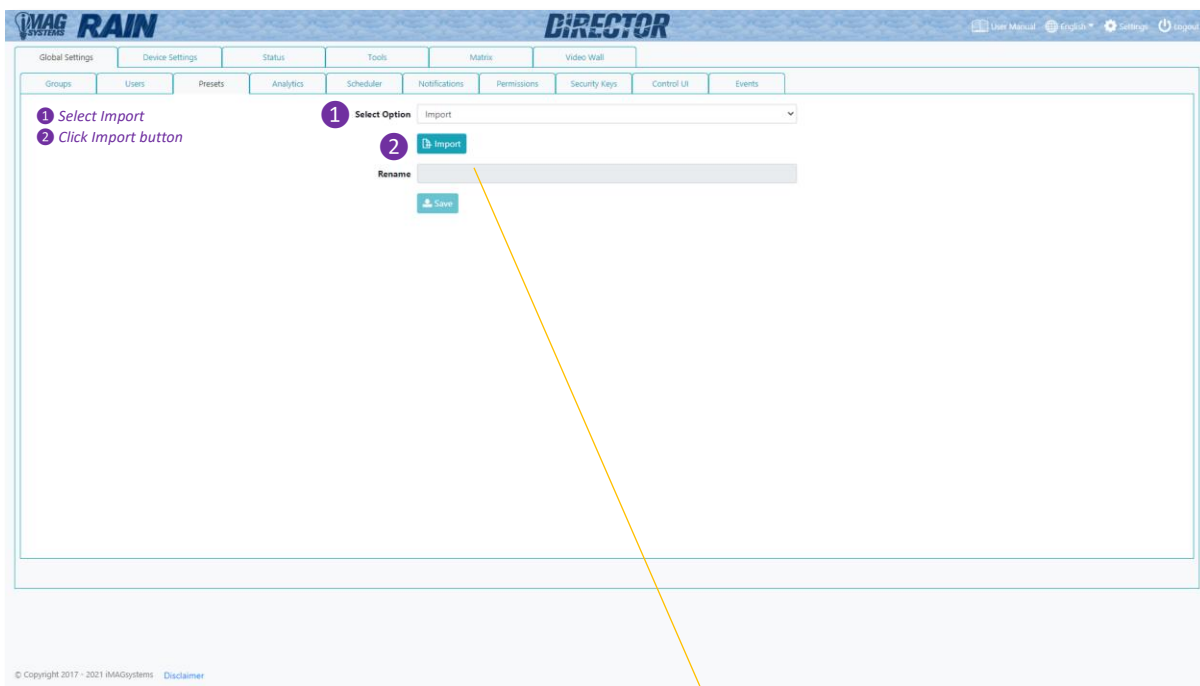 iMAG SYSTEMS RAIN DiRECTOR User Manual English Settings Logout
Global Settings Device Settings Status Tools Matrix Video Wall
Groups Users Presets Analytics Scheduler Notifications Permissions Security Keys Control UI Events
1 Select Import
2 Click Import button
1 Select Option Import
2 Import
Rename
Save
© Copyright 2017 - 2021 iMAGsystems Disclaimer